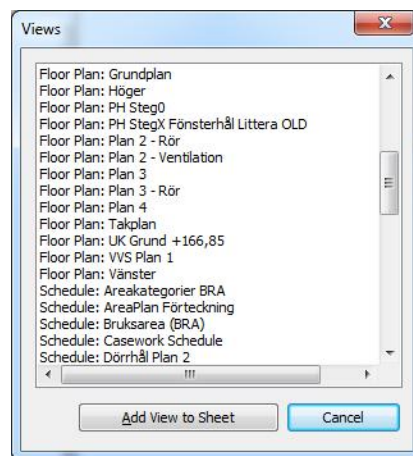 Views
Floor Plan: Grundplan
Floor Plan: Höger
Floor Plan: PH Steg0
Floor Plan: PH StegX Fönsterhål Littera OLD
Floor Plan: Plan 2 - Rör
Floor Plan: Plan 2 - Ventilation
Floor Plan: Plan 3
Floor Plan: Plan 3 - Rör
Floor Plan: Plan 4
Floor Plan: Takplan
Floor Plan: UK Grund +166,85
Floor Plan: VVS Plan 1
Floor Plan: Vänster
Schedule: Areakategorier BRA
Schedule: AreaPlan Förteckning
Schedule: Bruksarea (BRA)
Schedule: Casework Schedule
Schedule: Dörrhål Plan 2
Add View to Sheet
Cancel